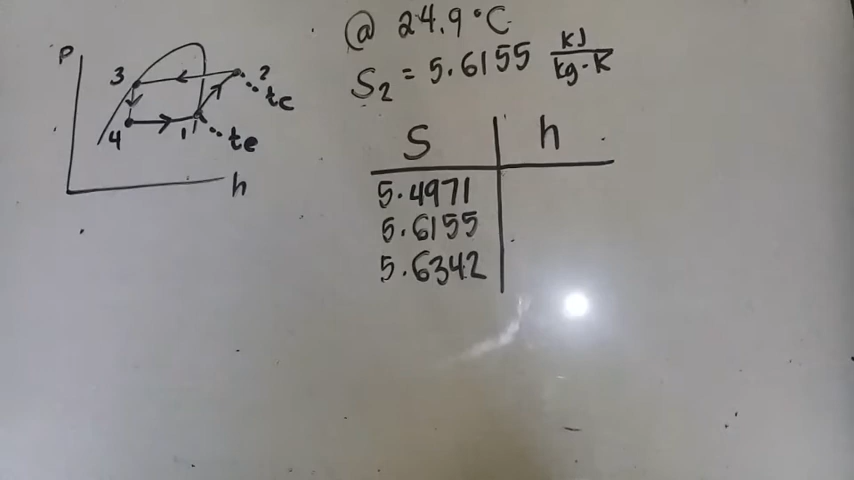 P
3
2
tc
4
1
te
h
@ 24.9°C
S₂ = 5.6155 kJ/kg-K
S h
5.4971
5.6155
5.6342